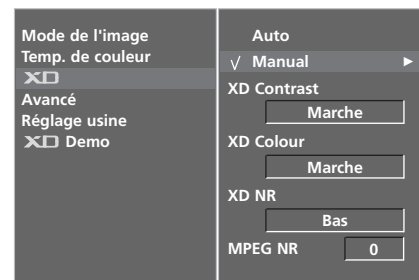 Mode de l'image
Temp. de couleur
XD
Avancé
Réglage usine
XD Demo
Auto
√ Manual ►
XD Contrast
Marche
XD Colour
Marche
XD NR
Bas
MPEG NR 0